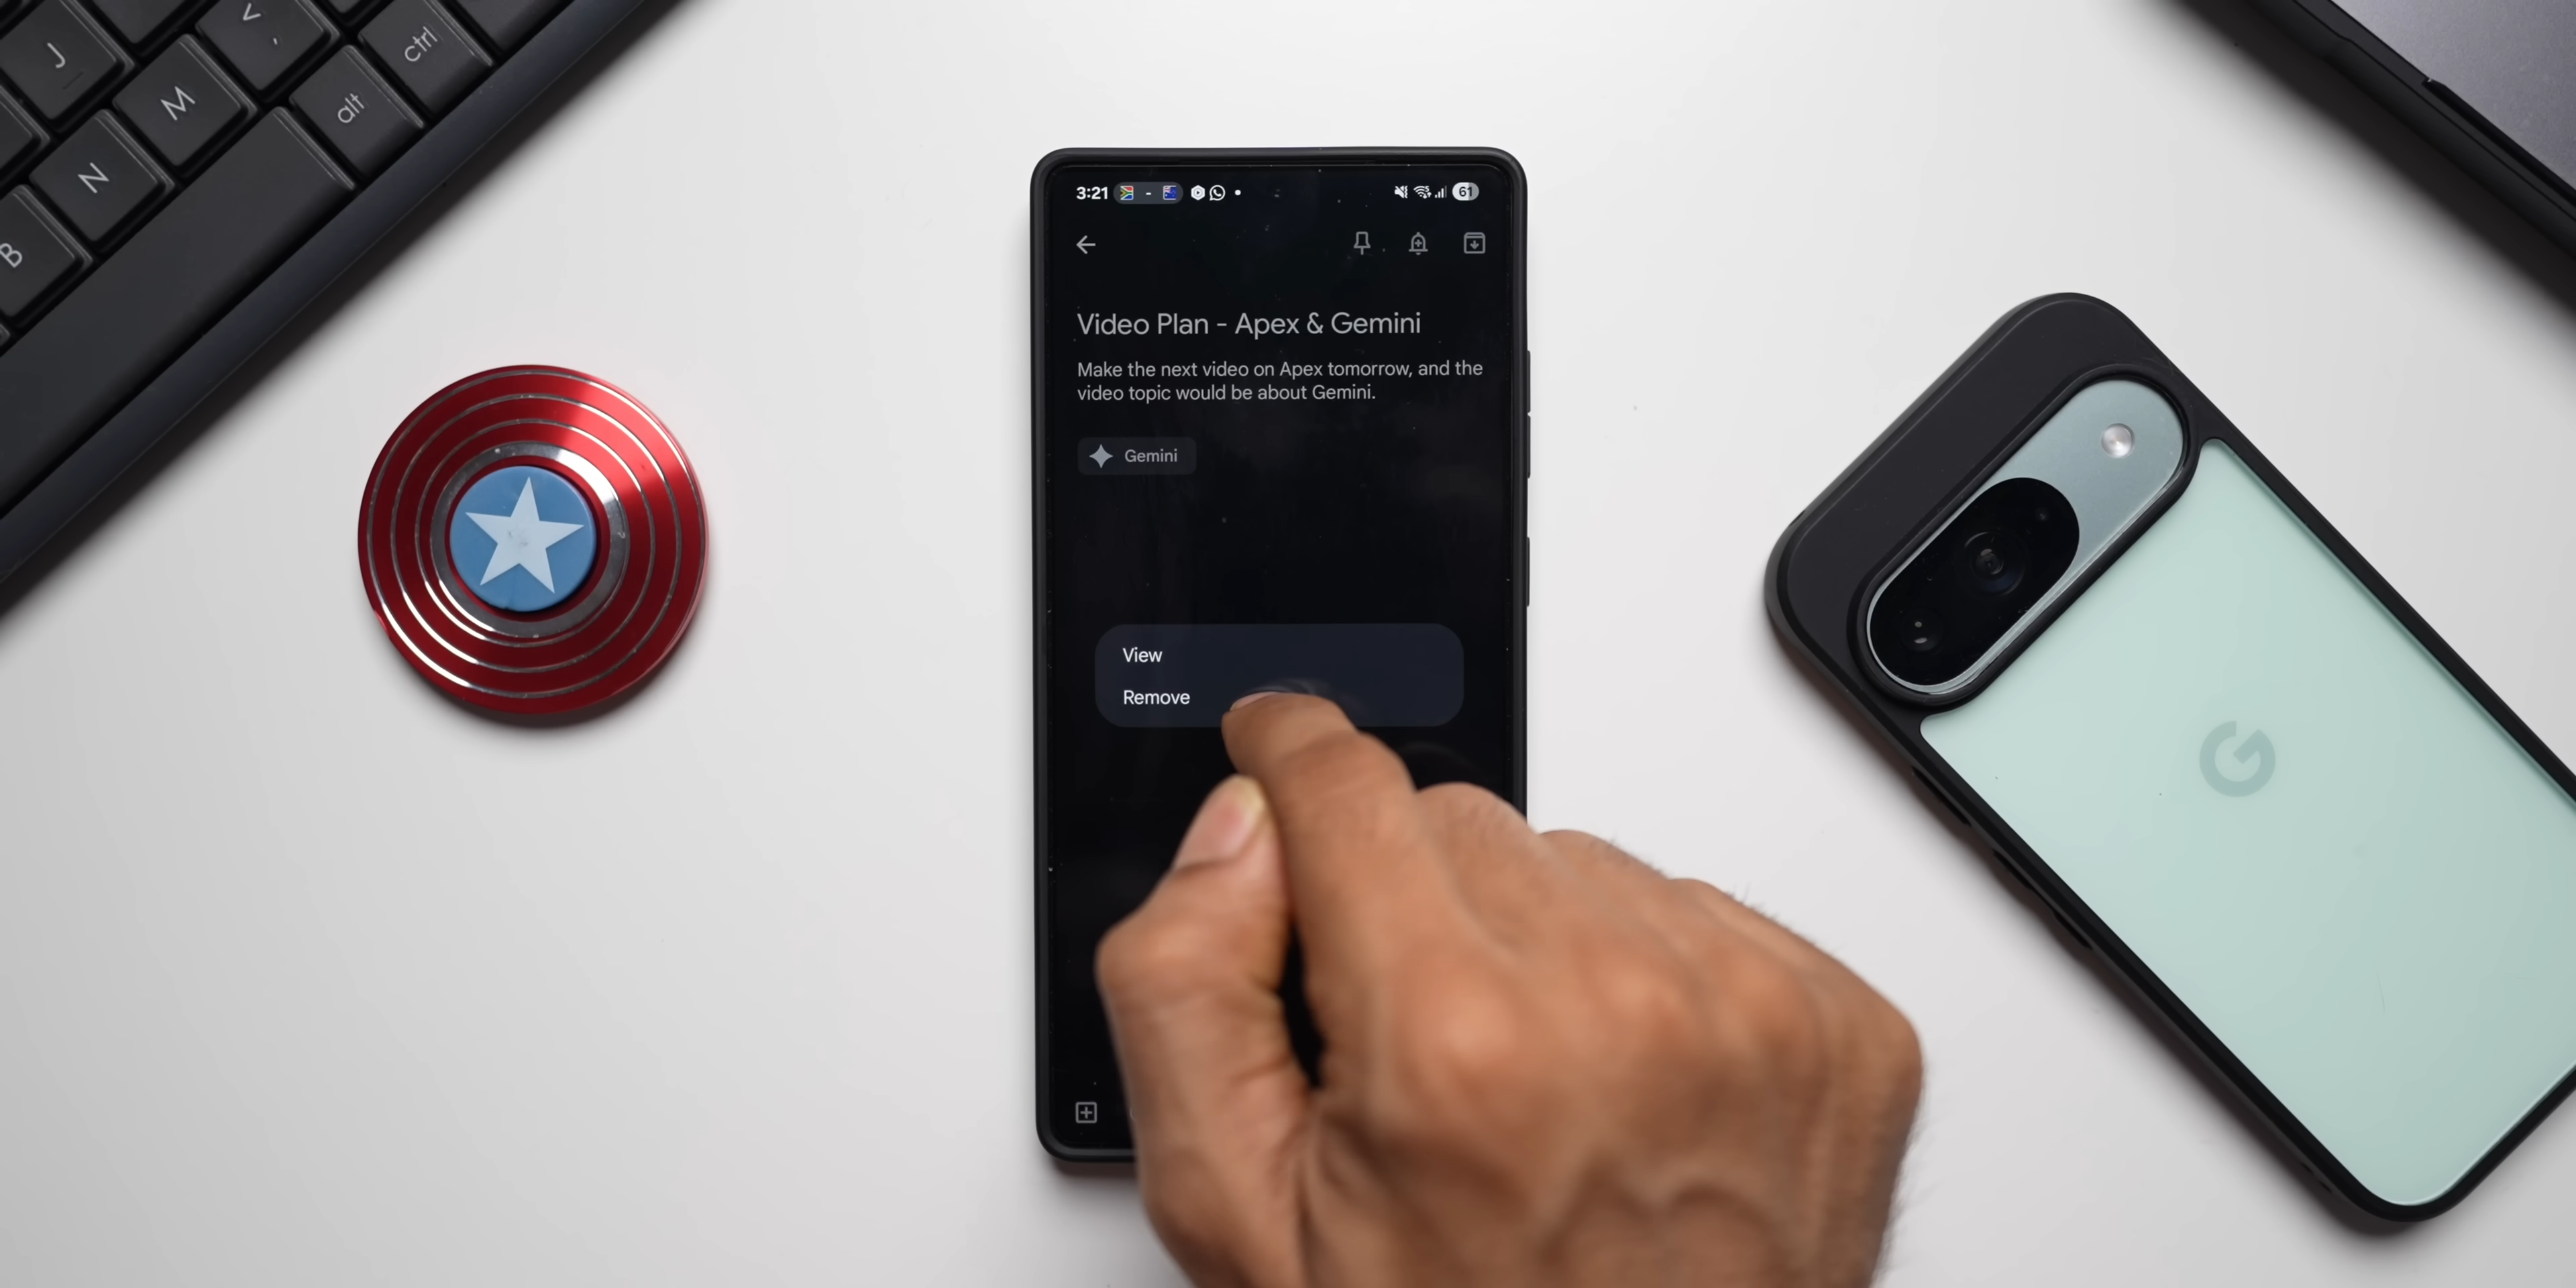 J
M
N
B
V
,
alt
ctrl
3:21
61
Video Plan - Apex & Gemini
Make the next video on Apex tomorrow, and the
video topic would be about Gemini.
Gemini
View
Remove
G